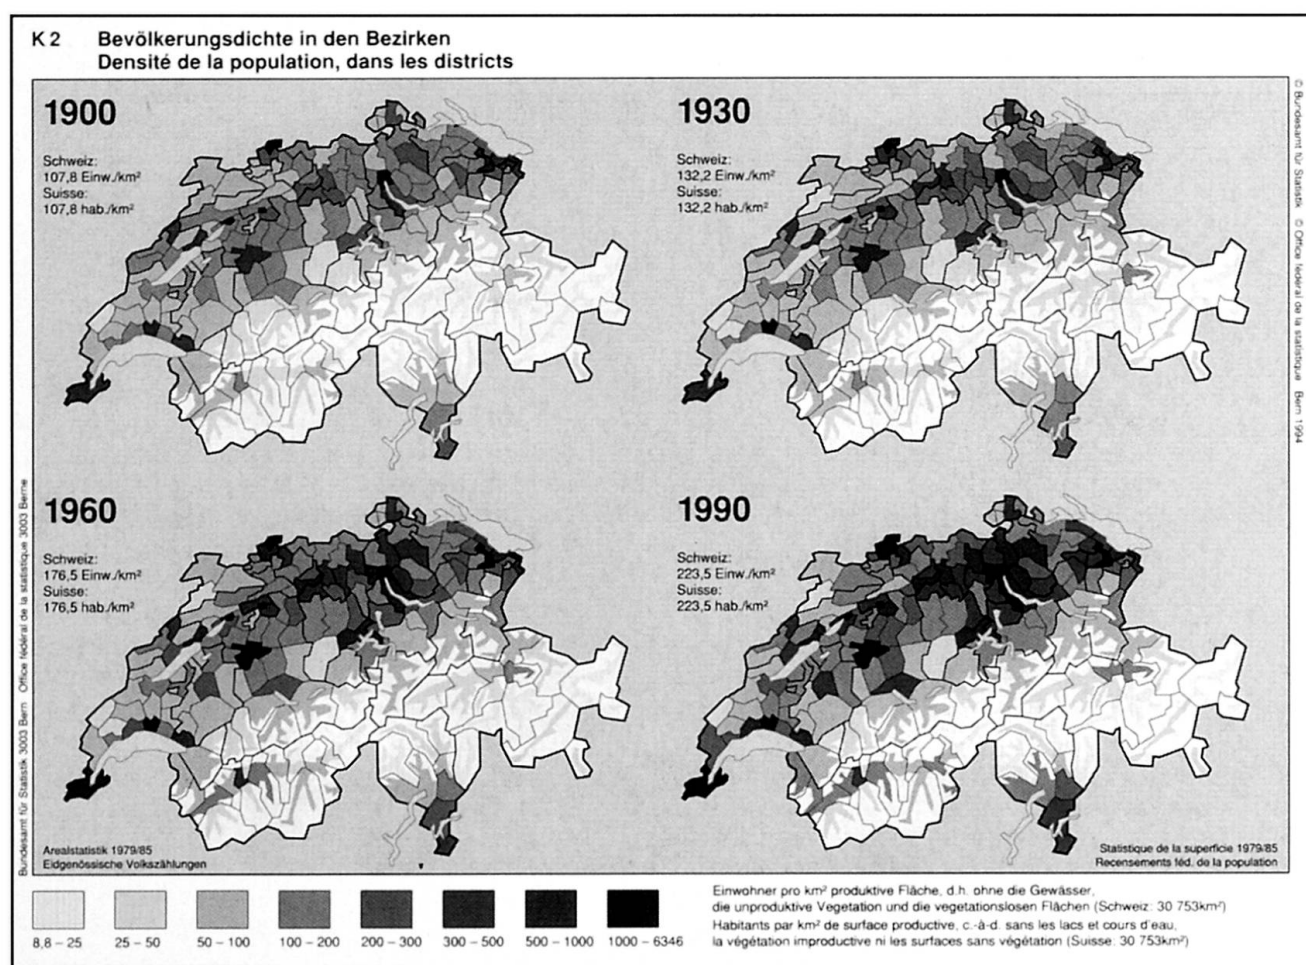 K 2 Bevölkerungsdichte in den Bezirken
Densité de la population, dans les districts
1900
Schweiz:
107,8 Einw./km²
Suisse:
107,8 hab./km²
1930
Schweiz:
132,2 Einw./km²
Suisse:
132,2 hab./km²
1960
Schweiz:
176,5 Einw./km²
Suisse:
176,5 hab./km²
1990
Schweiz:
223,5 Einw./km²
Suisse:
223,5 hab./km²
Arealstatistik 1979/85
Eidgenössische Volkszählungen
Statistique de la superficie 1979/85
Recensements féd. de la population
Bundesamt für Statistik 3003 Bern Office fédéral de la statistique 3003 Berne
© Bundesamt für Statistik © Office fédéral de la statistique Bern 1994
8,8 – 25
25 – 50
50 – 100
100 – 200
200 – 300
300 – 500
500 – 1000
1000 – 6346
Einwohner pro km² produktive Fläche, d.h. ohne die Gewässer,
die unproduktive Vegetation und die vegetationslosen Flächen (Schweiz: 30 753km²)
Habitants par km² de surface productive, c.-à-d. sans les lacs et cours d'eau,
la végétation improductive ni les surfaces sans végétation (Suisse: 30 753km²)